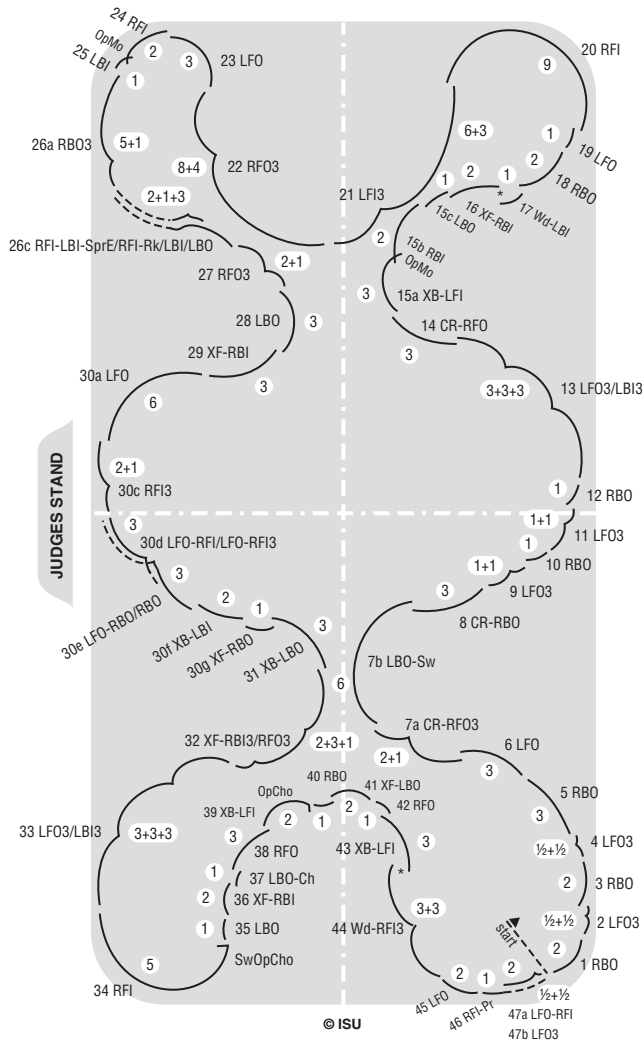 24 RFI
OpMo
25 LBI
2
3
1
23 LFO
26a RBO3
5+1
8+4
2+1+3
22 RFO3
26c RFI-LBI-SprE/RFI-Rk/LBI/LBO
27 RFO3
2+1
28 LBO
3
29 XF-RBI
3
30a LFO
6
2+1
30c RFI3
JUDGES STAND
3
30d LFO-RFI/LFO-RFI3
30e LFO-RBO/RBO
3
2
30f XB-LBI
1
30g XF-RBO
3
31 XB-LBO
20 RFI
9
6+3
1
19 LFO
2
18 RBO
1
*
17 Wd-LBI
2
16 XF-RBI
1
15c LBO
21 LFI3
2
15b RBI
OpMo
3
15a XB-LFI
14 CR-RFO
3
3+3+3
13 LFO3/LBI3
1
12 RBO
1+1
11 LFO3
1
10 RBO
1+1
9 LFO3
3
8 CR-RBO
7b LBO-Sw
6
7a CR-RFO3
2+1
6 LFO
3
5 RBO
3
4 LFO3
½+½
2
3 RBO
½+½
2 LFO3
start
2
1 RBO
32 XF-RBI3/RFO3
2+3+1
33 LFO3/LBI3
3+3+3
5
34 RFI
SwOpCho
1
35 LBO
2
36 XF-RBI
1
37 LBO-Ch
3
38 RFO
39 XB-LFI
OpCho
2
40 RBO
1
41 XF-LBO
2
1
42 RFO
43 XB-LFI
3
*
44 Wd-RFI3
3+3
2
45 LFO
1
46 RFI-Pr
2
½+½
47a LFO-RFI
47b LFO3
© ISU